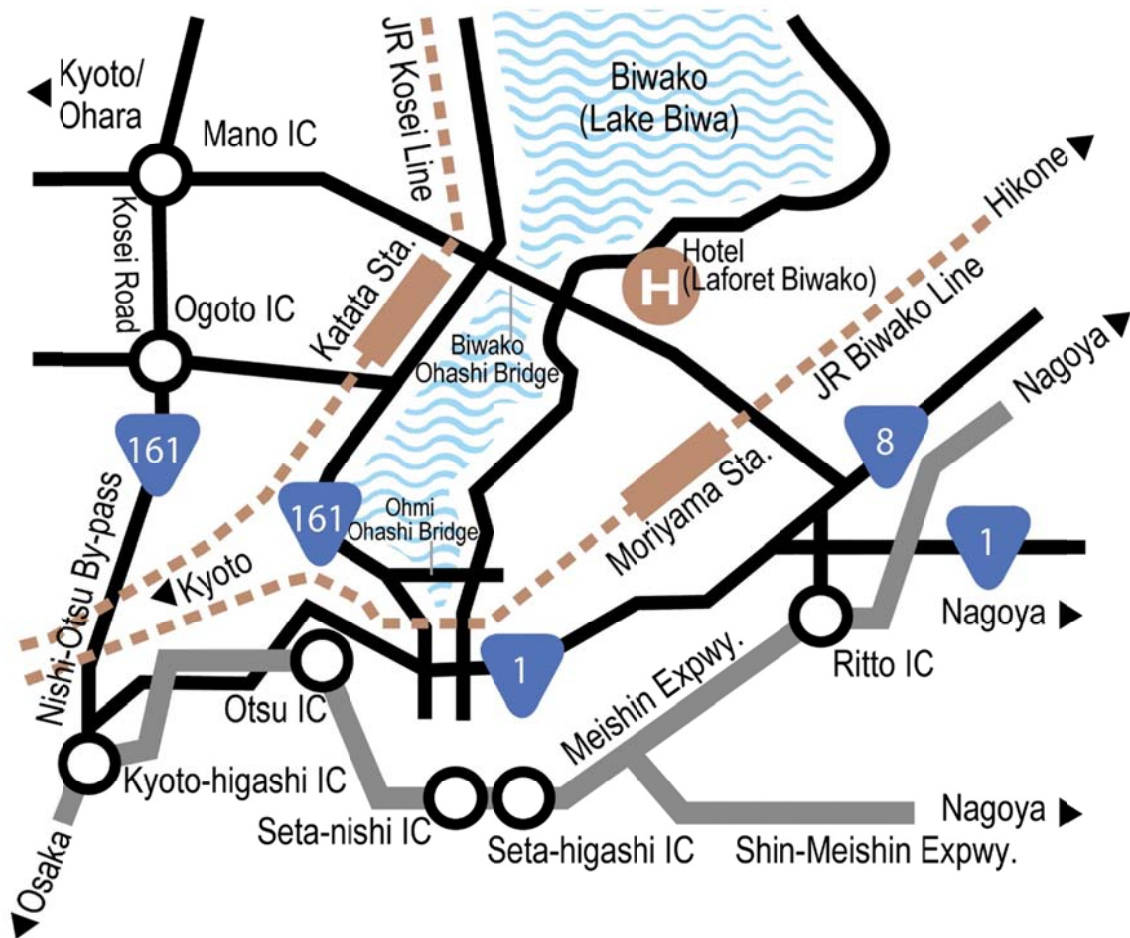 Kyoto/
Ohara
Mano IC
JR Kosei Line
Biwako
(Lake Biwa)
Hikone
Kosei Road
Katata Sta.
Hotel
(Laforet Biwako)
H
Ogoto IC
JR Biwako Line
Nagoya
Biwako
Ohashi Bridge
161
8
Moriyama Sta.
161
Ohmi
Ohashi Bridge
1
Kyoto
Nishi-Otsu By-pass
Nagoya
1
Ritto IC
Otsu IC
Meishin Expwy.
Kyoto-higashi IC
Seta-nishi IC
Seta-higashi IC
Nagoya
Shin-Meishin Expwy.
Osaka